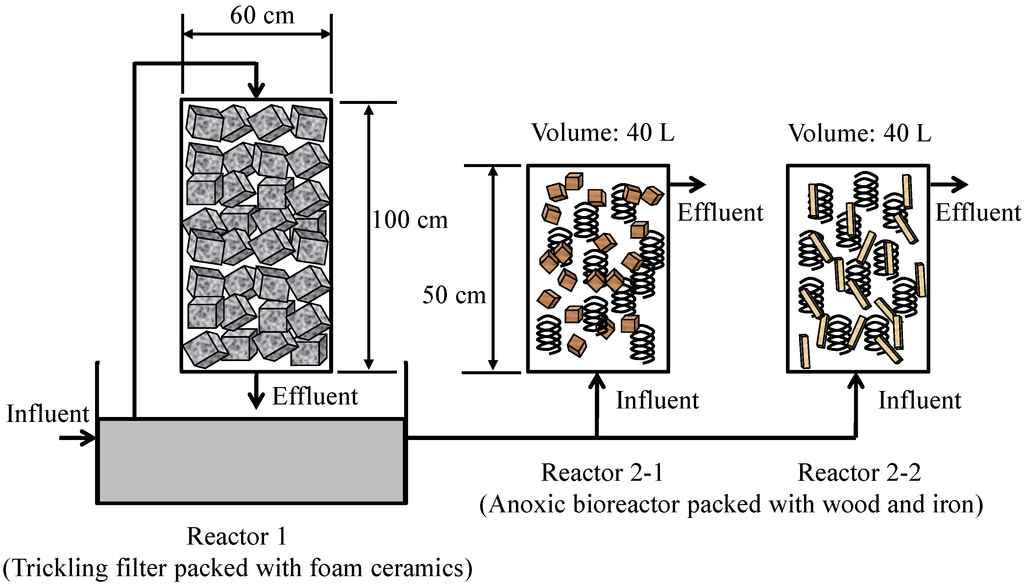 60 cm
Volume: 40 L
Volume: 40 L
100 cm
Effluent
Effluent
50 cm
Effluent
Influent
Influent
Influent
Reactor 2-1
Reactor 2-2
(Anoxic bioreactor packed with wood and iron)
Reactor 1
(Trickling filter packed with foam ceramics)